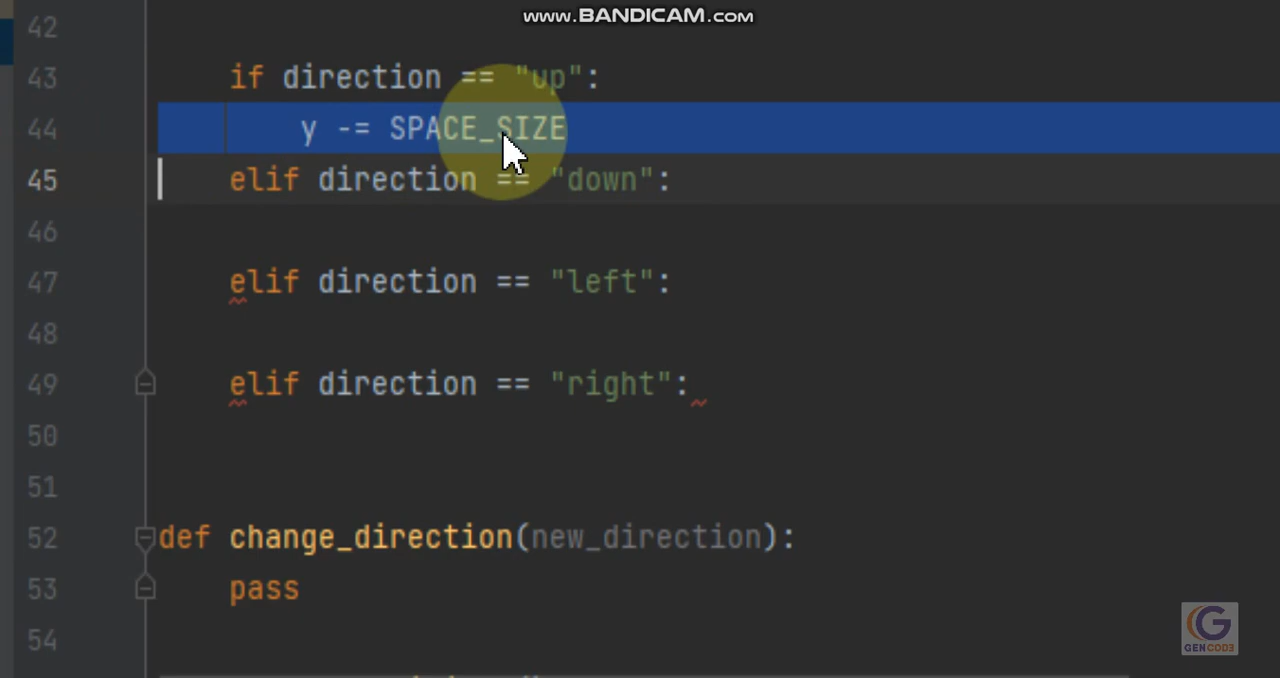 www.BANDICAM.com
42
43 if direction == "up":
44 y -= SPACE_SIZE
45 elif direction == "down":
46
47 elif direction == "left":
48
49 elif direction == "right":
50
51
52 def change_direction(new_direction):
53 pass
54
G
GENCOD3